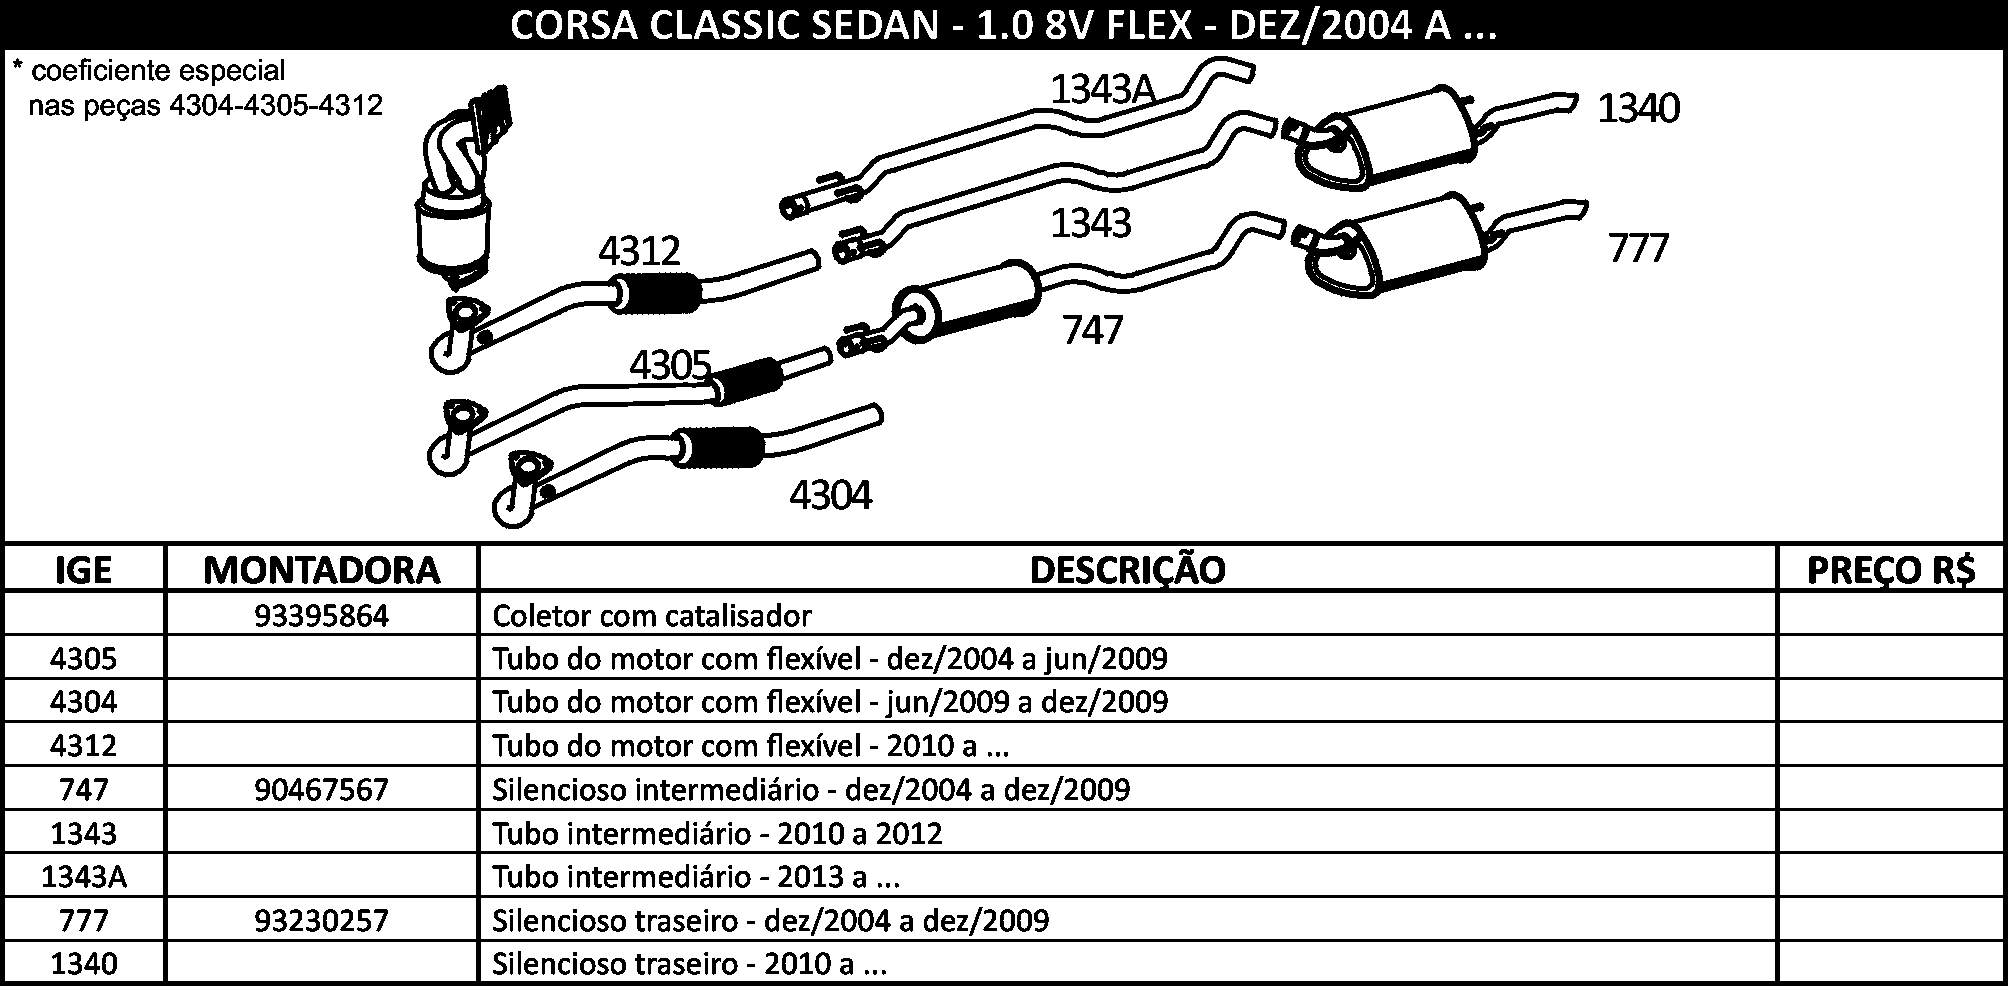 CORSA CLASSIC SEDAN - 1.0 8V FLEX - DEZ/2004 A ...
* coeficiente especial
nas peças 4304-4305-4312
1343A
1340
4312
1343
777
747
4305
4304
IGE MONTADORA DESCRIÇÃO PREÇO R$
93395864 Coletor com catalisador
4305 Tubo do motor com flexível - dez/2004 a jun/2009
4304 Tubo do motor com flexível - jun/2009 a dez/2009
4312 Tubo do motor com flexível - 2010 a ...
747 90467567 Silencioso intermediário - dez/2004 a dez/2009
1343 Tubo intermediário - 2010 a 2012
1343A Tubo intermediário - 2013 a ...
777 93230257 Silencioso traseiro - dez/2004 a dez/2009
1340 Silencioso traseiro - 2010 a ...